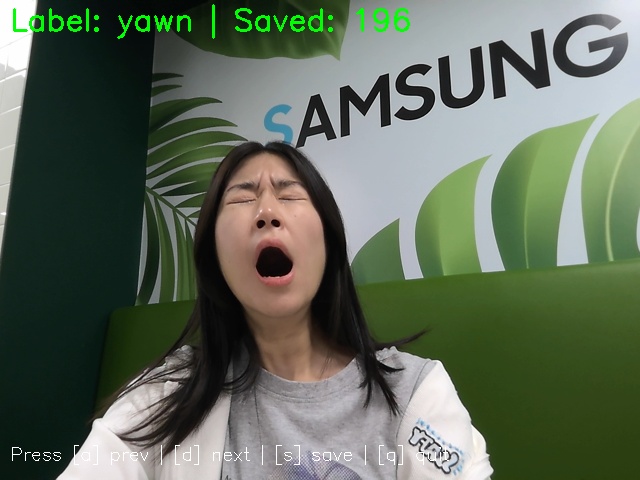 Label: yawn | Saved: 196
SAMSUNG
Press [a] prev | [d] next | [s] save | [q] quit